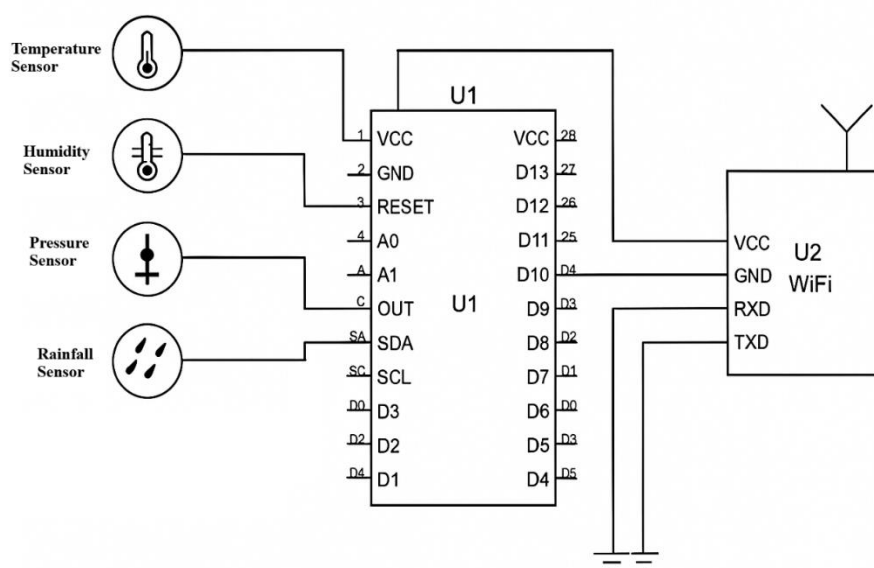 Temperature
Sensor
Humidity
Sensor
Pressure
Sensor
Rainfall
Sensor
U1
1 VCC VCC 28
2 GND D13 27
3 RESET D12 26
4 A0 D11 25
A A1 D10 D4
C OUT U1 D9 D3
SA SDA D8 D2
SC SCL D7 D1
D0 D3 D6 D0
D2 D2 D5 D3
D4 D1 D4 D5
VCC
GND
RXD
TXD
U2
WiFi